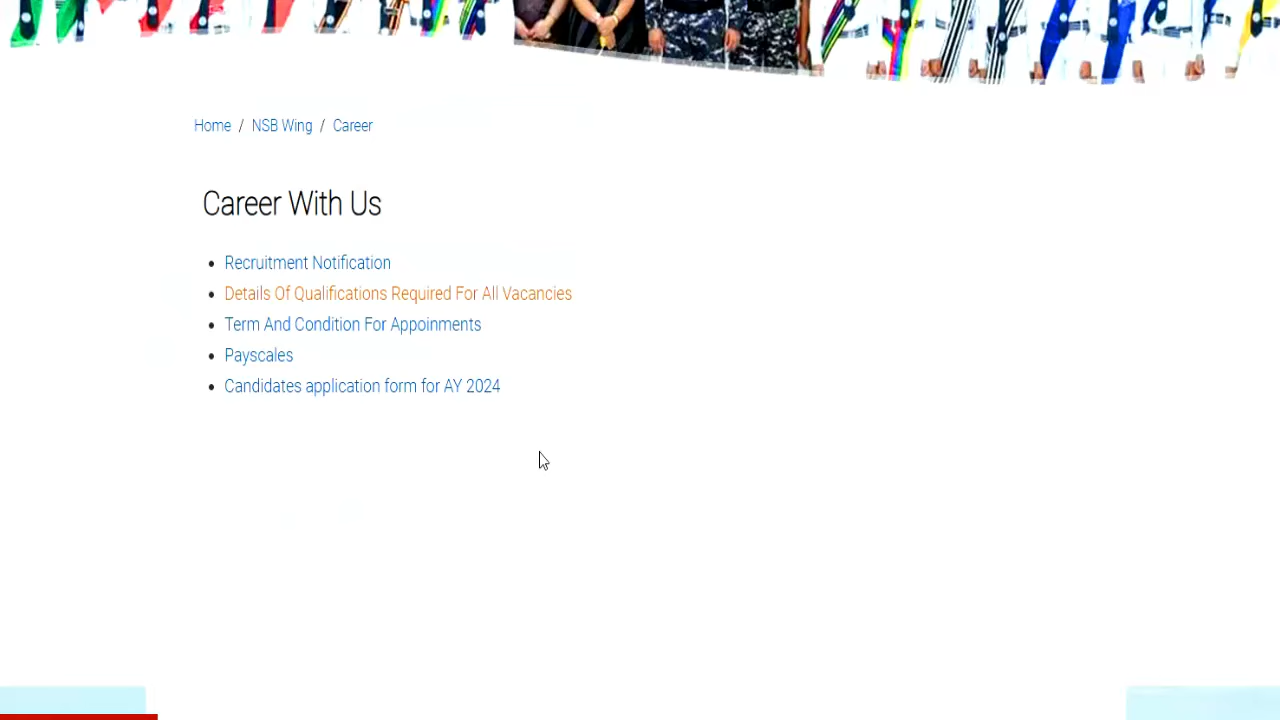 Home / NSB Wing / Career
Career With Us
Recruitment Notification
Details Of Qualifications Required For All Vacancies
Term And Condition For Appoinments
Payscales
Candidates application form for AY 2024